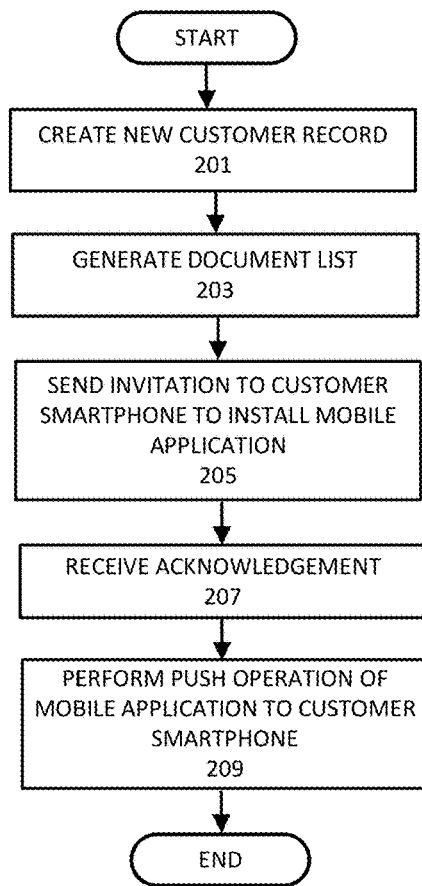 START
CREATE NEW CUSTOMER RECORD
201
GENERATE DOCUMENT LIST
203
SEND INVITATION TO CUSTOMER
SMARTPHONE TO INSTALL MOBILE
APPLICATION
205
RECEIVE ACKNOWLEDGEMENT
207
PERFORM PUSH OPERATION OF
MOBILE APPLICATION TO CUSTOMER
SMARTPHONE
209
END